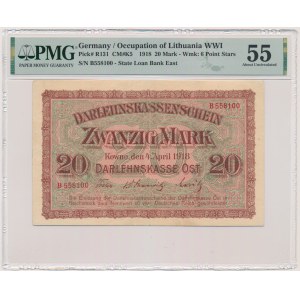 PMG
Germany / Occupation of Lithuania WWI
Pick# R131 CM#K5 1918 20 Mark - Wmk: 6 Point Stars
S/N B558100 - State Loan Bank East
55
About Uncirculated
DARLEHNSKASSENSCHEIN
ZWANZIG MARK
Kowno, den 4. April 1918
20 DARLEHNSKASSE OST 20
B 558100